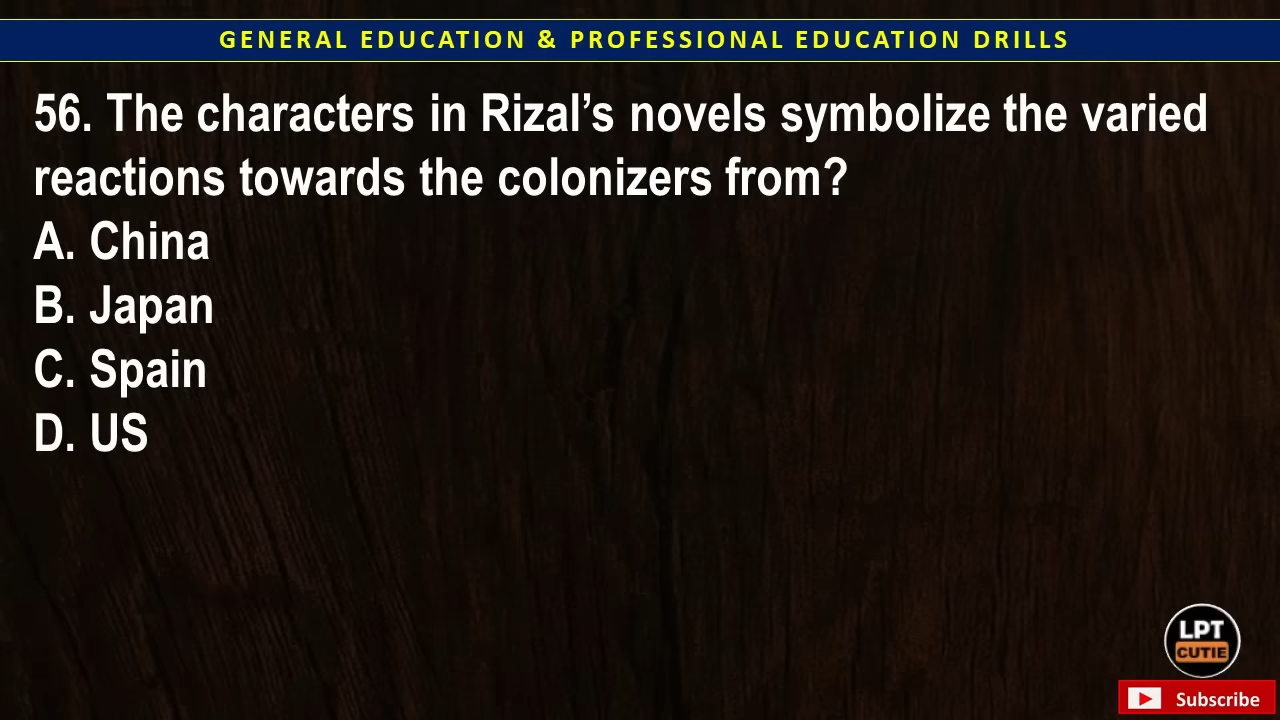 GENERAL EDUCATION & PROFESSIONAL EDUCATION DRILLS
56. The characters in Rizal’s novels symbolize the varied
reactions towards the colonizers from?
A. China
B. Japan
C. Spain
D. US
LPT
CUTIE
Subscribe